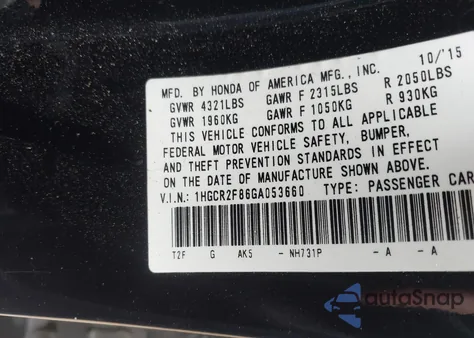 10/'15
MFD. BY HONDA OF AMERICA MFG., INC.
GVWR 4321LBS GAWR F 2315LBS R 2050LBS
GVWR 1960KG GAWR F 1050KG R 930KG
THIS VEHICLE CONFORMS TO ALL APPLICABLE
FEDERAL MOTOR VEHICLE SAFETY, BUMPER,
AND THEFT PREVENTION STANDARDS IN EFFECT
ON THE DATE OF MANUFACTURE SHOWN ABOVE.
V.I.N.: 1HGCR2F86GA053660 TYPE: PASSENGER CAR
T2F G AK5 - NH731P - A - A
autoSnap